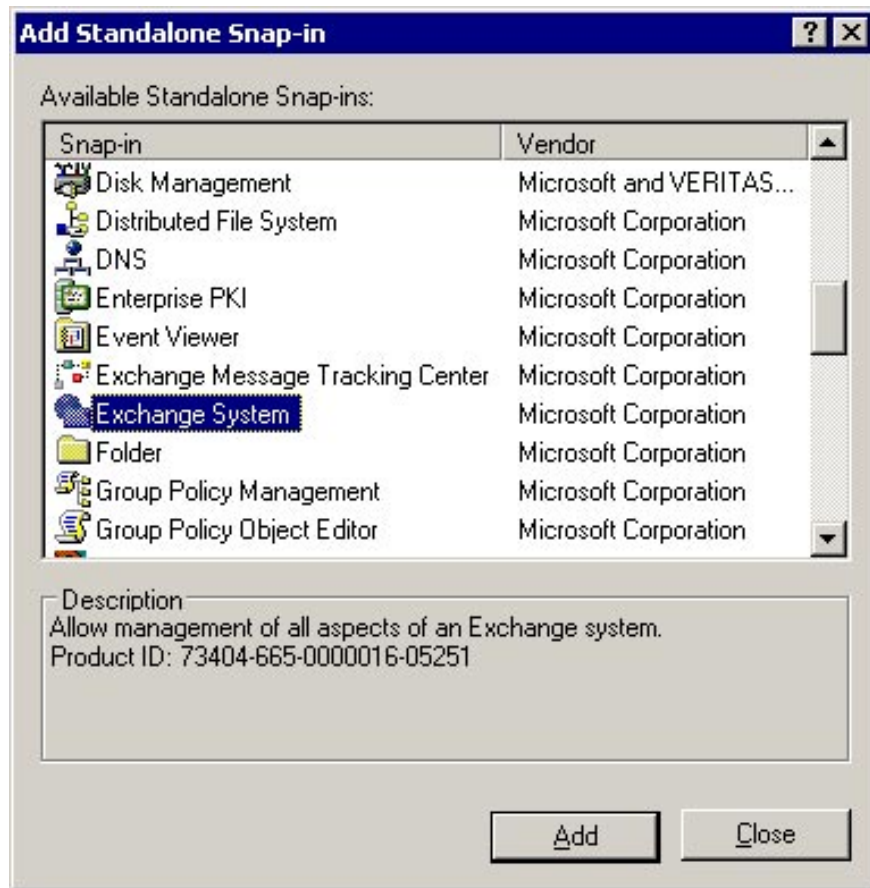 Add Standalone Snap-in
Available Standalone Snap-ins:
Snap-in Vendor
Disk Management Microsoft and VERITAS...
Distributed File System Microsoft Corporation
DNS Microsoft Corporation
Enterprise PKI Microsoft Corporation
Event Viewer Microsoft Corporation
Exchange Message Tracking Center Microsoft Corporation
Exchange System Microsoft Corporation
Folder Microsoft Corporation
Group Policy Management Microsoft Corporation
Group Policy Object Editor Microsoft Corporation
Description
Allow management of all aspects of an Exchange system.
Product ID: 73404-665-0000016-05251
Add Close